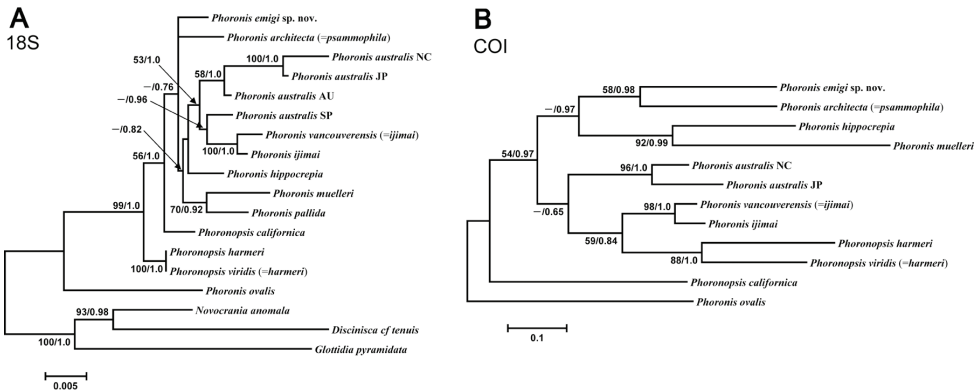 A
18S
Phoronis emigi sp. nov.
Phoronis architecta (=psammophila)
53/1.0
58/1.0
100/1.0
Phoronis australis NC
Phoronis australis JP
–/0.76
Phoronis australis AU
–/0.96
Phoronis australis SP
Phoronis vancouverensis (=ijimai)
–/0.82
100/1.0
Phoronis ijimai
56/1.0
Phoronis hippocrepia
Phoronis muelleri
99/1.0
70/0.92
Phoronis pallida
Phoronopsis californica
Phoronopsis harmeri
100/1.0
Phoronopsis viridis (=harmeri)
Phoronis ovalis
93/0.98
Novocrania anomala
Discinisca cf tenuis
100/1.0
Glottidia pyramidata
0.005
B
COI
58/0.98
Phoronis emigi sp. nov.
–/0.97
Phoronis architecta (=psammophila)
Phoronis hippocrepia
92/0.99
Phoronis muelleri
54/0.97
96/1.0
Phoronis australis NC
Phoronis australis JP
–/0.65
98/1.0
Phoronis vancouverensis (=ijimai)
Phoronis ijimai
59/0.84
Phoronopsis harmeri
88/1.0
Phoronopsis viridis (=harmeri)
Phoronopsis californica
Phoronis ovalis
0.1